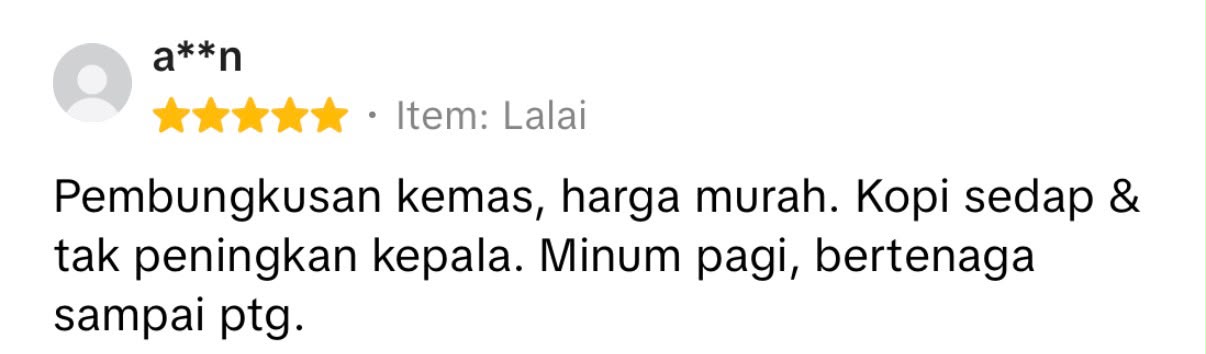 a**n
· Item: Lalai
Pembungkusan kemas, harga murah. Kopi sedap &
tak peningkan kepala. Minum pagi, bertenaga
sampai ptg.